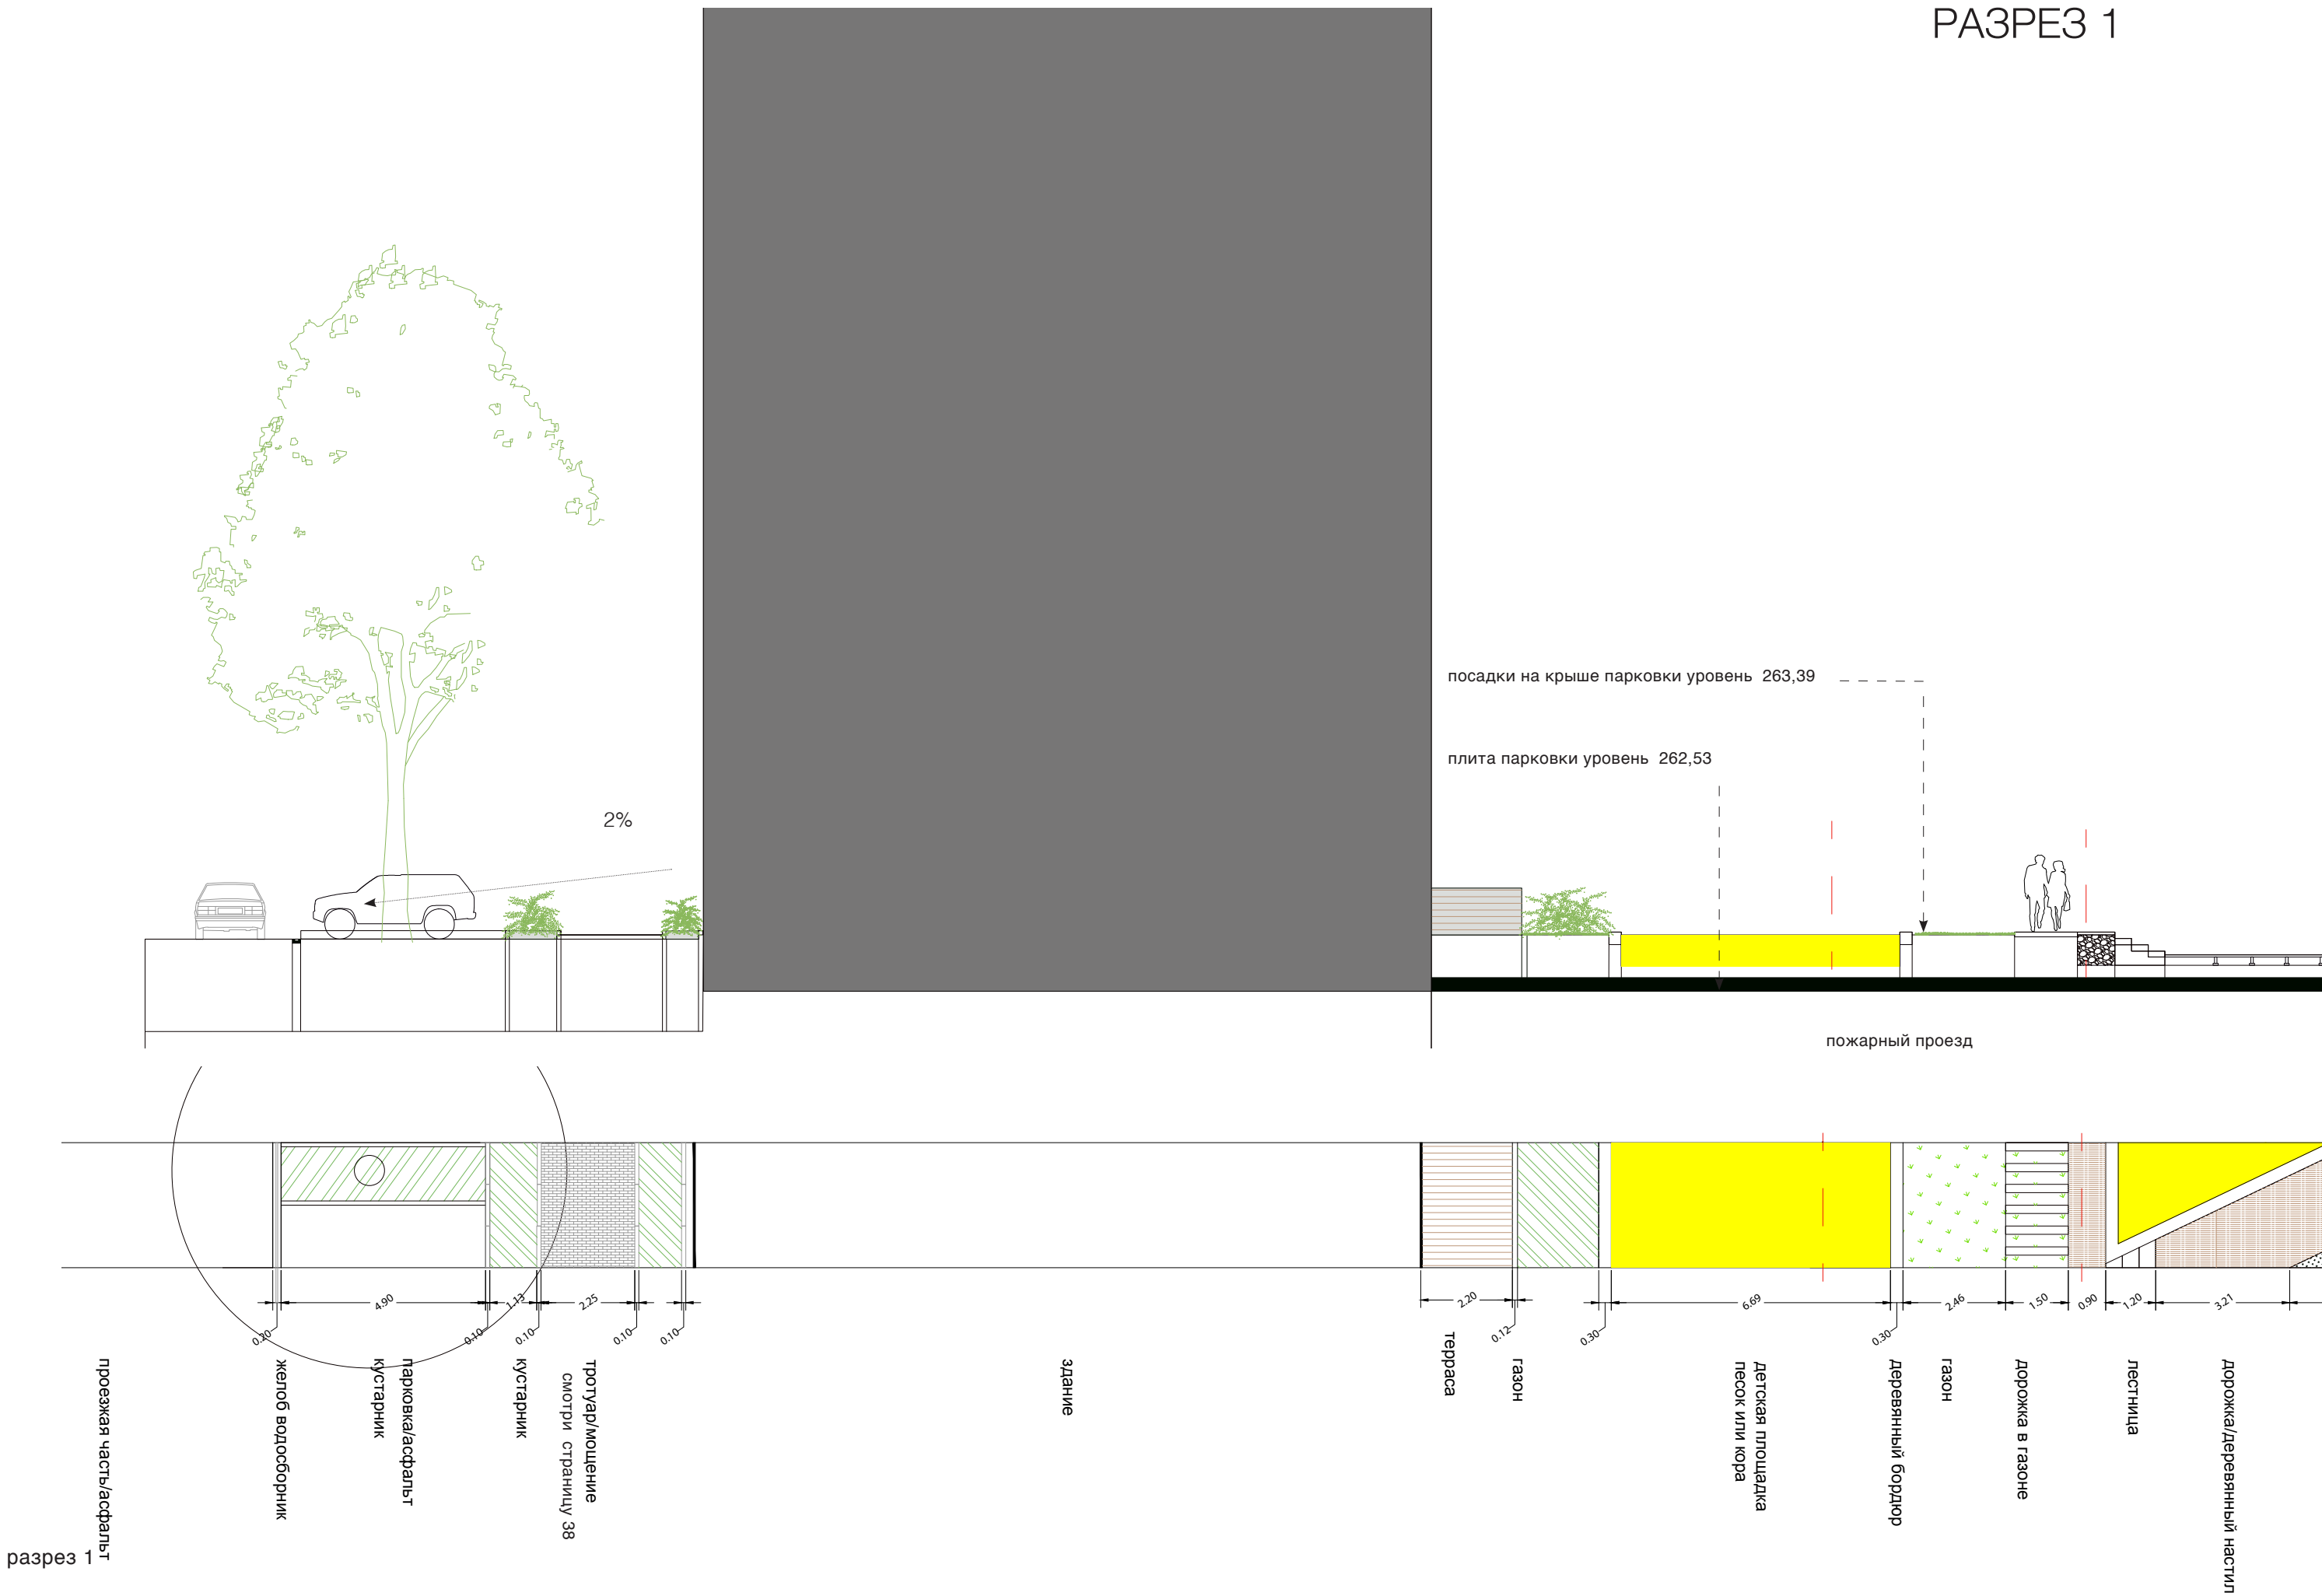 РАЗРЕЗ 1
посадки на крыше парковки уровень 263,39
плита парковки уровень 262,53
2%
пожарный проезд
0.20
4.90
0.10
1.13
0.10
2.25
0.10
0.10
2.20
0.12
0.30
6.69
0.30
2.46
1.50
0.90
1.20
3.21
проезжая часть/асфальт
желоб водосборник
парковка/асфальт
кустарник
кустарник
тротуар/мощение
смотри страницу 38
здание
терраса
газон
детская площадка
песок или кора
деревянный бордюр
газон
дорожка в газоне
лестница
дорожка/деревянный настил
разрез 1